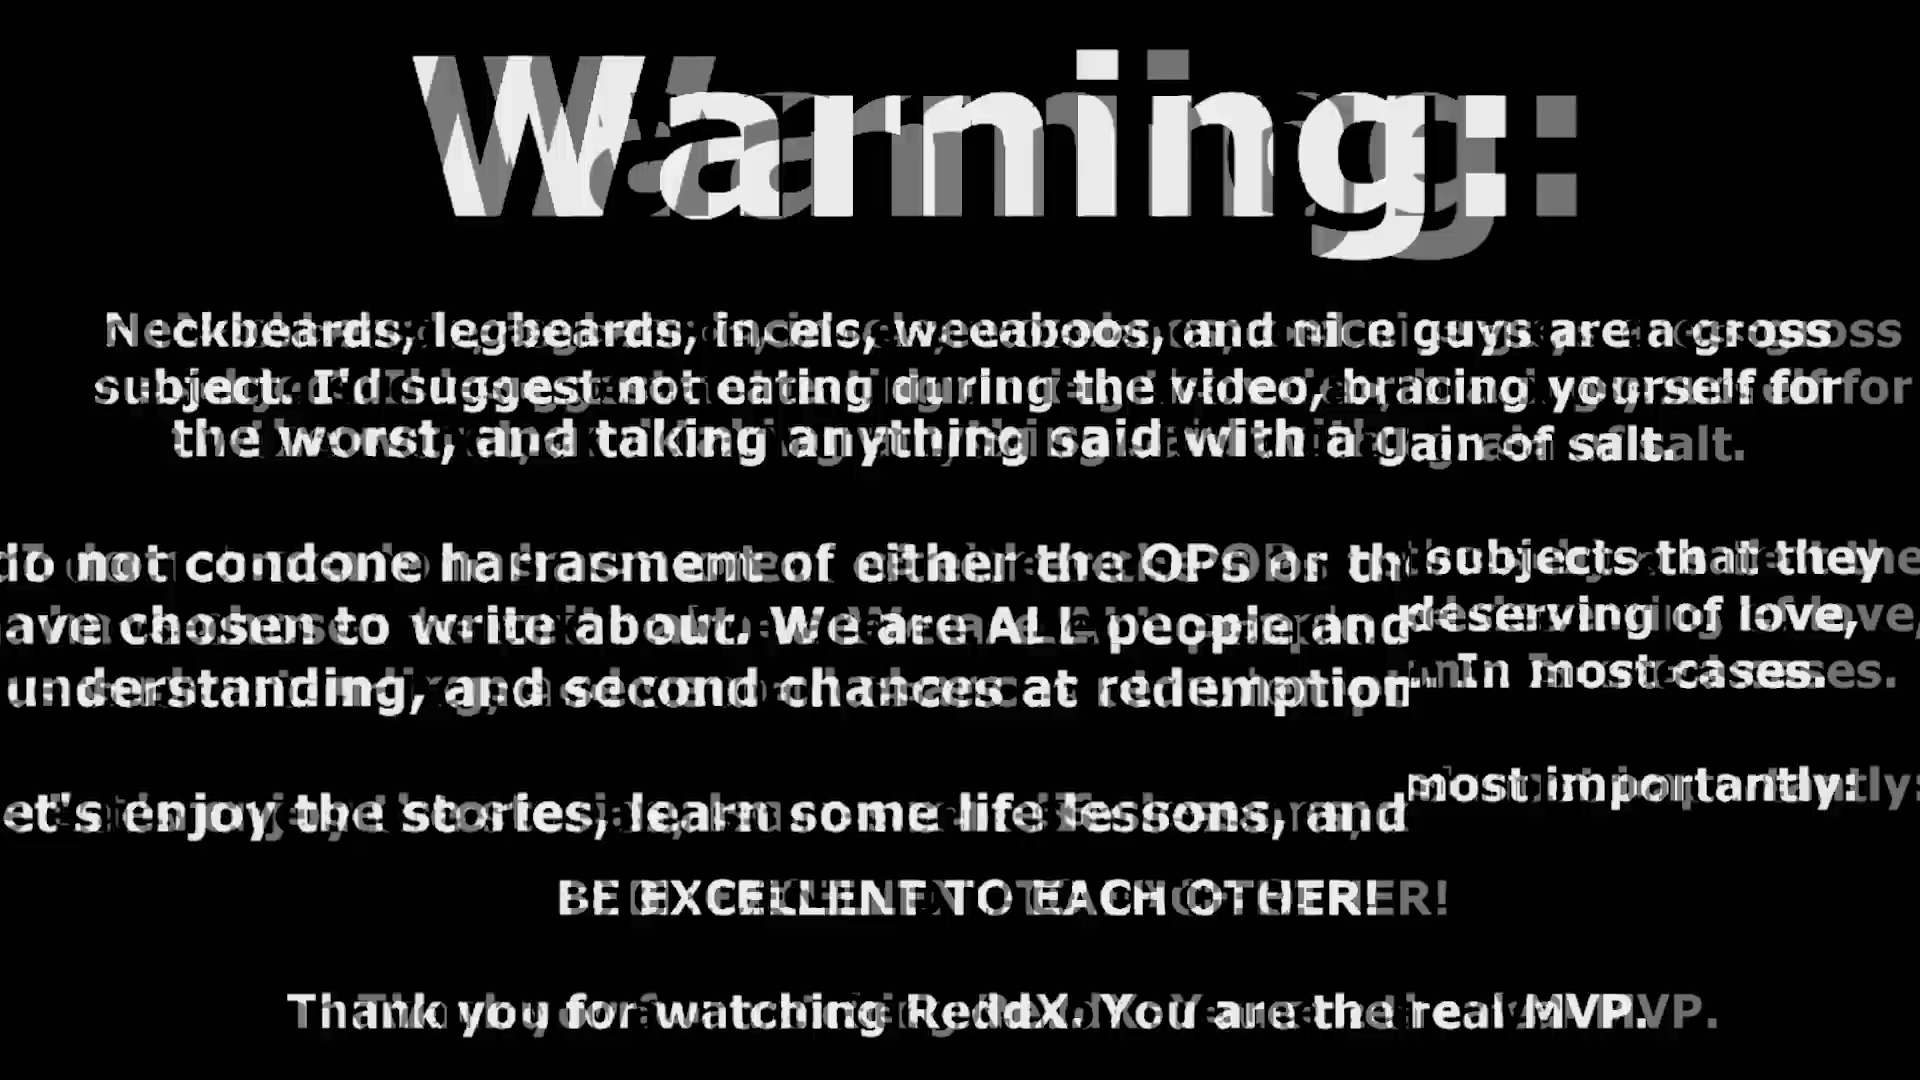 Warning:
Neckbeards, legbeards, incels, weeaboos, and nice guys are a gross
subject. I'd suggest not eating during the video, bracing yourself for
the worst, and taking anything said with a gain of salt.
do not condone harrasment of either the OPs or th subjects that they
ave chosen to write about. We are ALL people and deserving of love,
understanding, and second chances at redemption. In most cases.
et's enjoy the stories, learn some life lessons, and most importantly:
BE EXCELLENT TO EACH OTHER!
Thank you for watching ReddX. You are the real MVP.